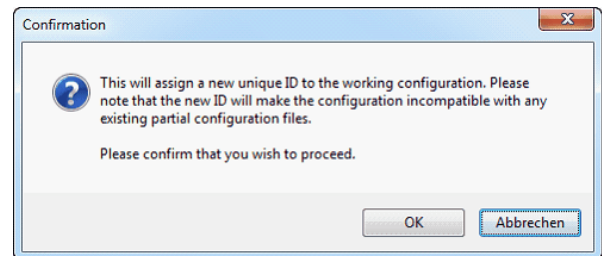 Confirmation
This will assign a new unique ID to the working configuration. Please
note that the new ID will make the configuration incompatible with any
existing partial configuration files.
Please confirm that you wish to proceed.
OK
Abbrechen